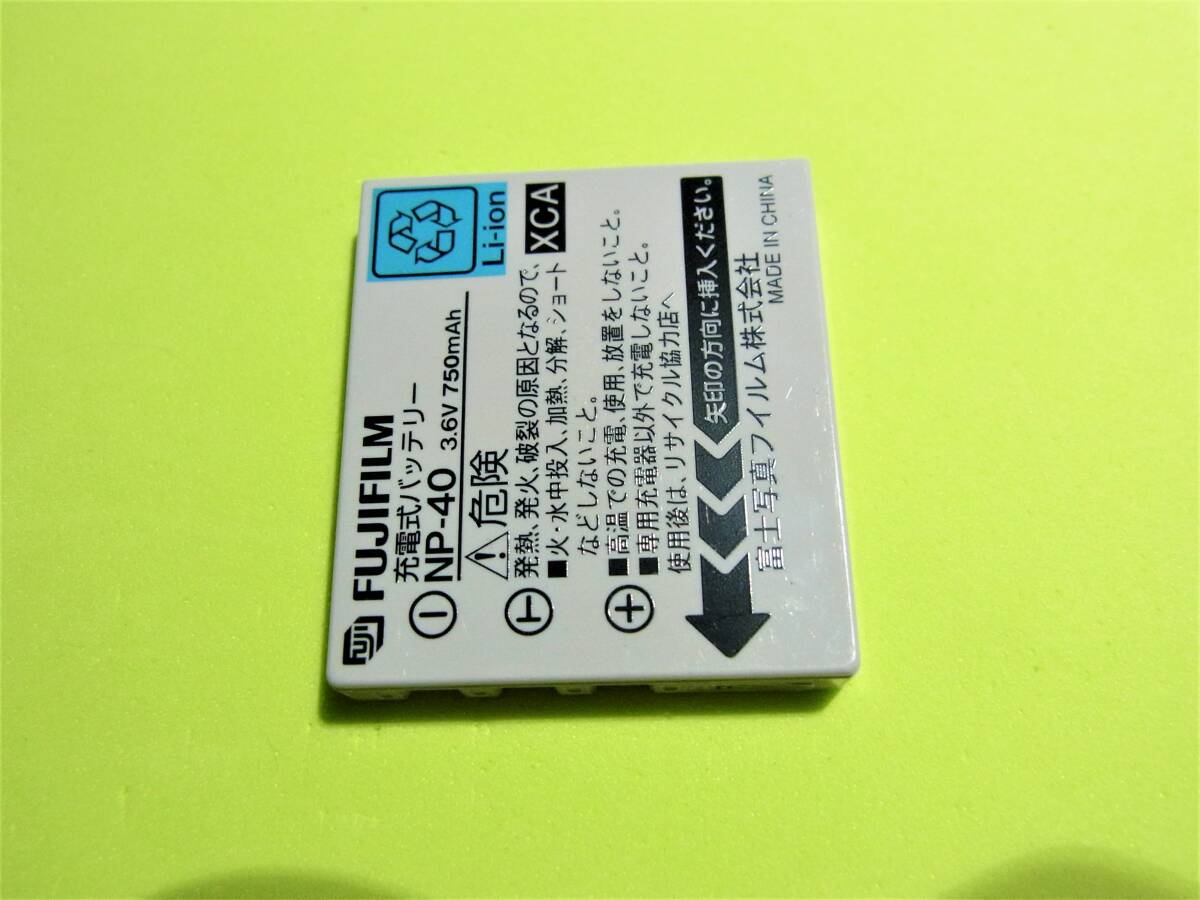 FUJI FUJIFILM
充電式バッテリー
NP-40 3.6V 750mAh
Li-ion
危険
XCA
発熱、発火、破裂の原因となるので、
■火・水中投入、加熱、分解、ショート
などしないこと。
■高温での充電、使用、放置をしないこと。
■専用充電器以外で充電しないこと。
使用後は、リサイクル協力店へ
矢印の方向に挿入ください。
富士写真フイルム株式会社
MADE IN CHINA